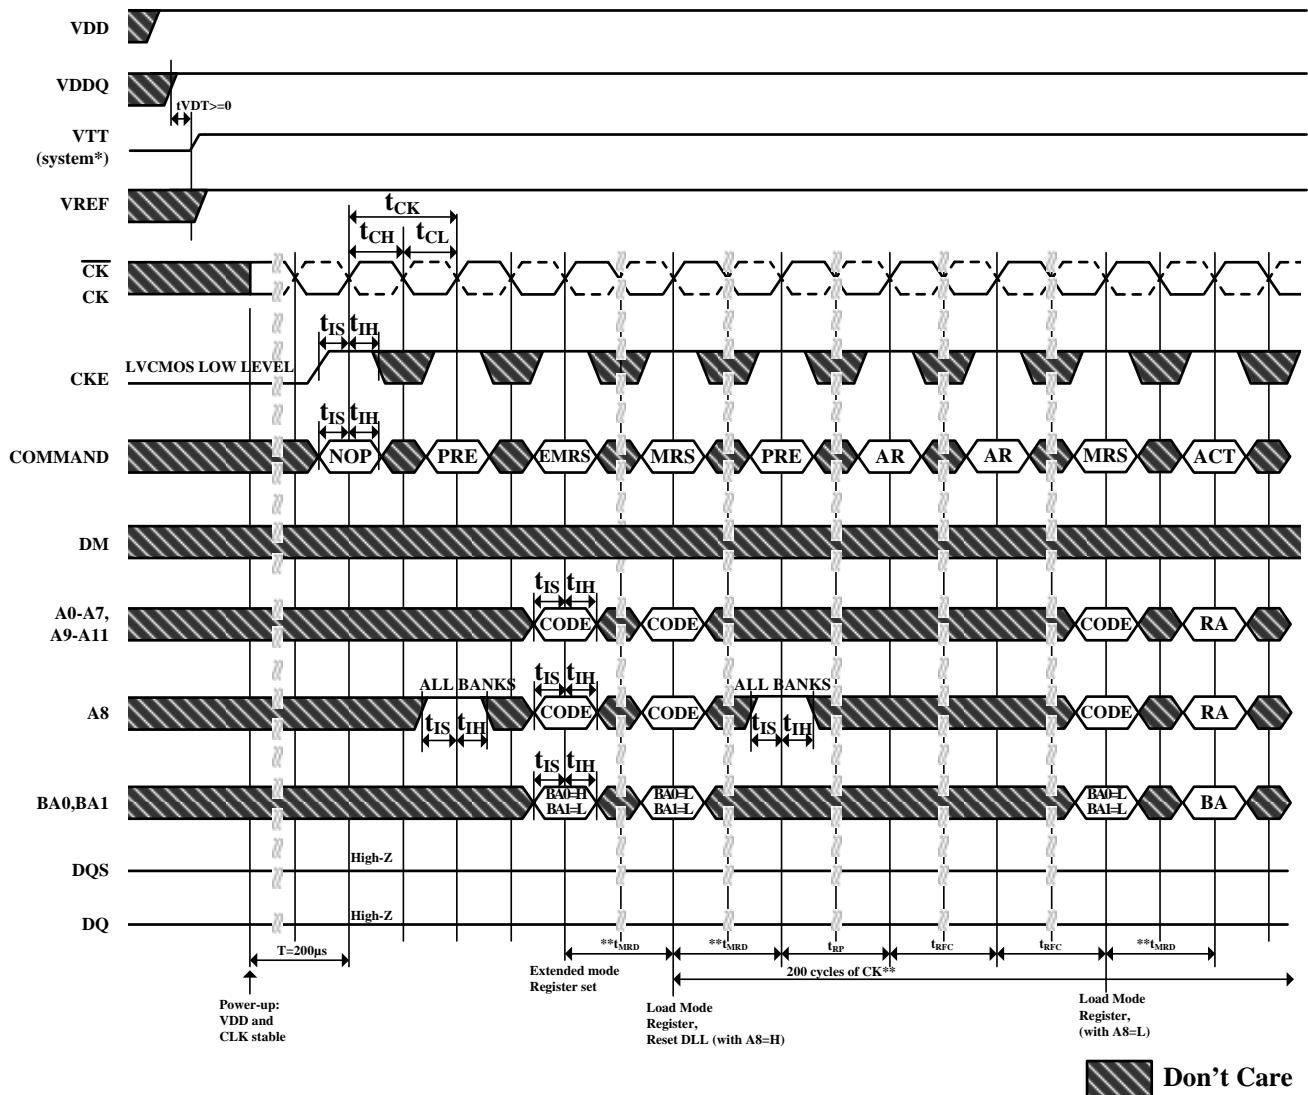 VDD
VDDQ
tVDT>=0
VTT
(system*)
VREF
tCK
tCH tCL
CK
CK
tIS tIH
LVCMOS LOW LEVEL
CKE
tIS tIH
COMMAND NOP PRE EMRS MRS PRE AR AR MRS ACT
DM
tIS tIH
A0-A7,
A9-A11
CODE CODE CODE RA
ALL BANKS tIS tIH ALL BANKS
A8 CODE CODE CODE RA
tIS tIH tIS tIH
tIS tIH
BA0,BA1
BA0=H
BA1=L
BA0=L
BA1=L
BA0=L
BA1=L
BA
High-Z
DQS
High-Z
DQ
T=200µs
**tMRD **tMRD tRP tRFC tRFC **tMRD
200 cycles of CK**
Extended mode
Register set
Power-up:
VDD and
CLK stable
Load Mode
Register,
Reset DLL (with A8=H)
Load Mode
Register,
(with A8=L)
Don't Care